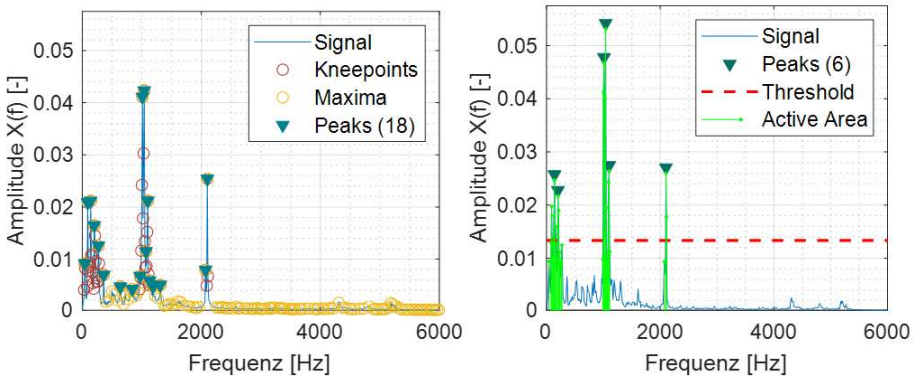 Amplitude X(f) [-]
0.05
0.04
0.03
0.02
0.01
0
0 2000 4000 6000
Frequenz [Hz]
Signal
Kneepoints
Maxima
Peaks (18)
Amplitude X(f) [-]
0.05
0.04
0.03
0.02
0.01
0
0 2000 4000 6000
Frequenz [Hz]
Signal
Peaks (6)
Threshold
Active Area